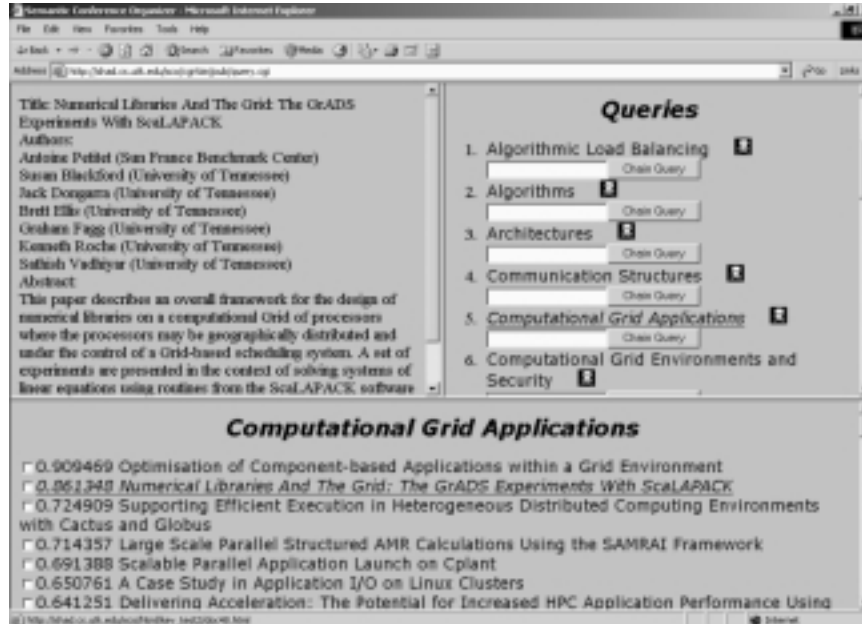 Semantic Conference Organizer - Microsoft Internet Explorer
File Edit View Favorites Tools Help
Back Search Favorites Media
Address
Go Links
Title: Numerical Libraries And The Grid: The GrADS
Experiments With ScaLAPACK
Authors:
Antoine Petitet (Sun France Benchmark Center)
Susan Blackford (University of Tennessee)
Jack Dongarra (University of Tennessee)
Brett Ellis (University of Tennessee)
Graham Fagg (University of Tennessee)
Kenneth Roche (University of Tennessee)
Sathish Vadhiyar (University of Tennessee)
Abstract:
This paper describes an overall framework for the design of
numerical libraries on a computational Grid of processors
where the processors may be geographically distributed and
under the control of a Grid-based scheduling system. A set of
experiments are presented in the context of solving systems of
linear equations using routines from the ScaLAPACK software
Queries
1. Algorithmic Load Balancing
Chain Query
2. Algorithms
Chain Query
3. Architectures
Chain Query
4. Communication Structures
Chain Query
5. Computational Grid Applications
Chain Query
6. Computational Grid Environments and
Security
Computational Grid Applications
0.909469 Optimisation of Component-based Applications within a Grid Environment
0.861348 Numerical Libraries And The Grid: The GrADS Experiments With ScaLAPACK
0.724909 Supporting Efficient Execution in Heterogeneous Distributed Computing Environments
with Cactus and Globus
0.714357 Large Scale Parallel Structured AMR Calculations Using the SAMRAI Framework
0.691388 Scalable Parallel Application Launch on Cplant
0.650761 A Case Study in Application I/O on Linux Clusters
0.641251 Delivering Acceleration: The Potential for Increased HPC Application Performance Using
Internet